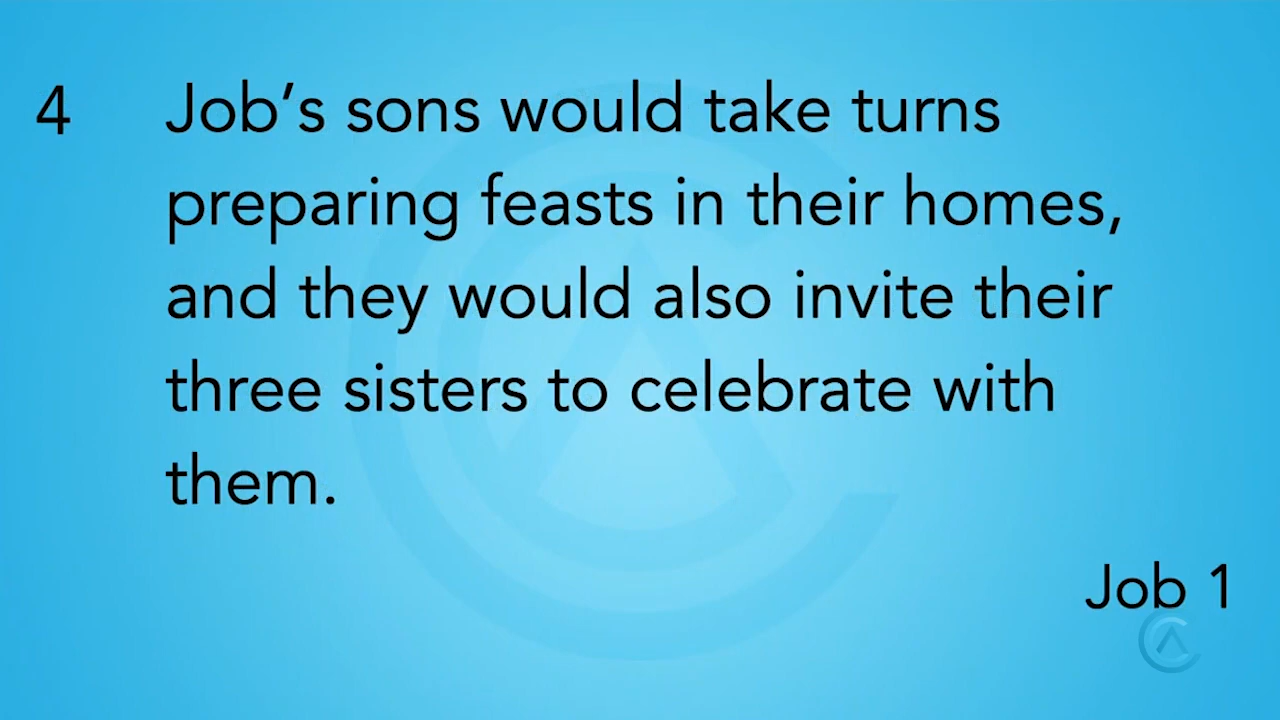 4 Job’s sons would take turns
preparing feasts in their homes,
and they would also invite their
three sisters to celebrate with
them.
Job 1